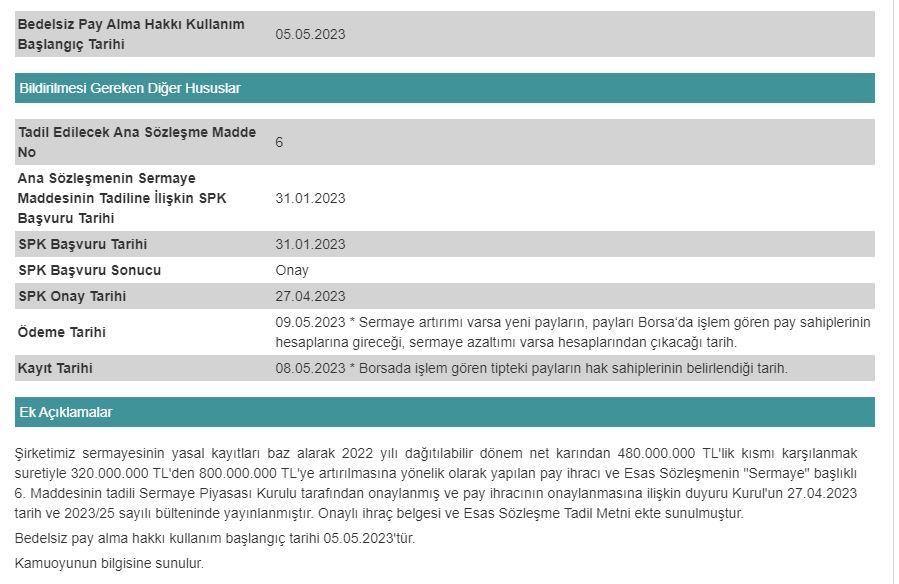 Bedelsiz Pay Alma Hakkı Kullanım
Başlangıç Tarihi
05.05.2023
Bildirilmesi Gereken Diğer Hususlar
Tadil Edilecek Ana Sözleşme Madde
No
6
Ana Sözleşmenin Sermaye
Maddesinin Tadiline İlişkin SPK
Başvuru Tarihi
31.01.2023
SPK Başvuru Tarihi
31.01.2023
SPK Başvuru Sonucu
Onay
SPK Onay Tarihi
27.04.2023
Ödeme Tarihi
09.05.2023 * Sermaye artırımı varsa yeni payların, payları Borsa‘da işlem gören pay sahiplerinin
hesaplarına gireceği, sermaye azaltımı varsa hesaplarından çıkacağı tarih.
Kayıt Tarihi
08.05.2023 * Borsada işlem gören tipteki payların hak sahiplerinin belirlendiği tarih.
Ek Açıklamalar
Şirketimiz sermayesinin yasal kayıtları baz alarak 2022 yılı dağıtılabilir dönem net karından 480.000.000 TL'lik kısmı karşılanmak
suretiyle 320.000.000 TL'den 800.000.000 TL'ye artırılmasına yönelik olarak yapılan pay ihracı ve Esas Sözleşmenin "Sermaye" başlıklı
6. Maddesinin tadili Sermaye Piyasası Kurulu tarafından onaylanmış ve pay ihracının onaylanmasına ilişkin duyuru Kurul'un 27.04.2023
tarih ve 2023/25 sayılı bülteninde yayınlanmıştır. Onaylı ihraç belgesi ve Esas Sözleşme Tadil Metni ekte sunulmuştur.
Bedelsiz pay alma hakkı kullanım başlangıç tarihi 05.05.2023'tür.
Kamuoyunun bilgisine sunulur.